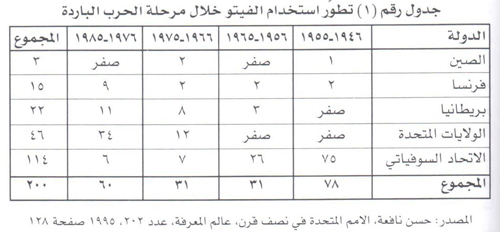 جدول رقم (١) تطوّر استخدام الفيتو خلال مرحلة الحرب الباردة
الدولة ١٩٤٦-١٩٥٥ ١٩٥٦-١٩٦٥ ١٩٦٦-١٩٧٥ ١٩٧٦-١٩٨٥ المجموع
الصين ١ صفر ٢ صفر ٣
فرنسا ٢ ٢ ٢ ٩ ١٥
بريطانيا صفر ٣ ٨ ١١ ٢٢
الولايات المتحدة صفر صفر ١٢ ٣٤ ٤٦
الاتحاد السوفياتي ٧٥ ٢٦ ٧ ٦ ١١٤
المجموع ٧٨ ٣١ ٣١ ٦٠ ٢٠٠
المصدر: حسن نافعة، الامم المتحدة في نصف قرن، عالم المعرفة، عدد ٢٠٢، ١٩٩٥ صفحة ١٢٨